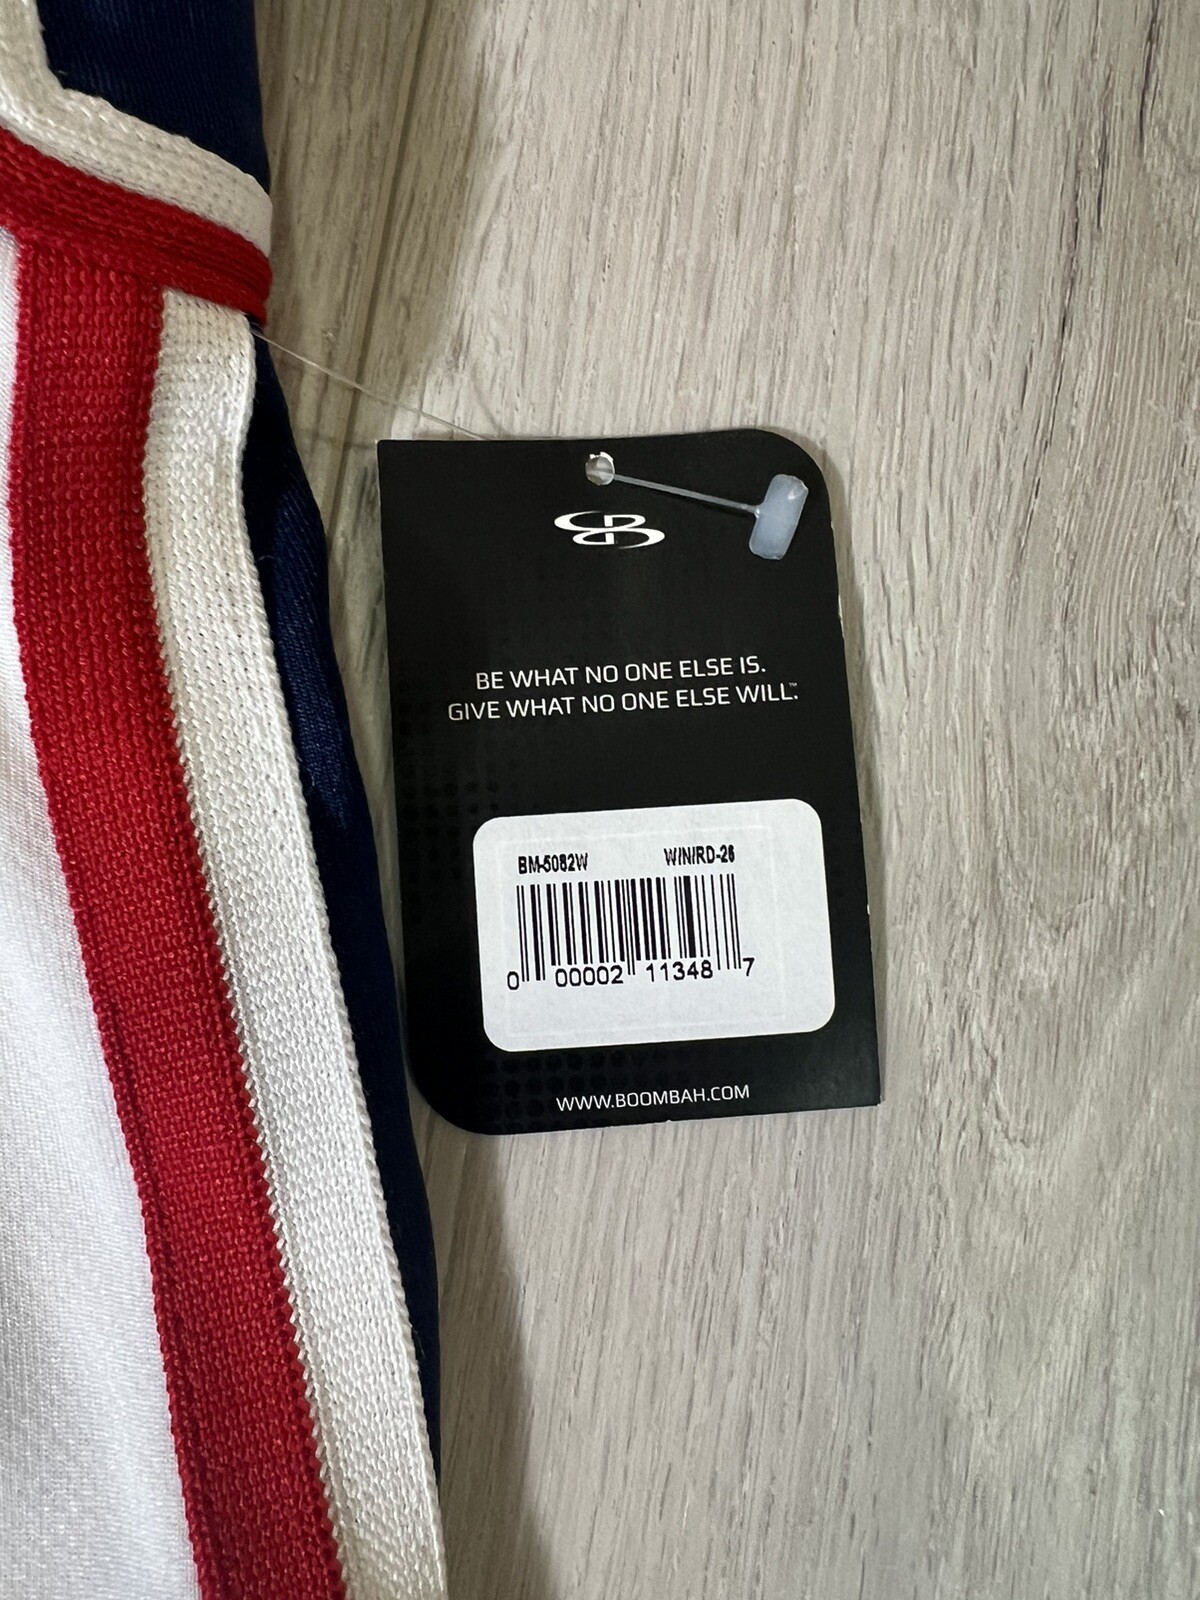 BE WHAT NO ONE ELSE IS.
GIVE WHAT NO ONE ELSE WILL.™
BM-5082W W/N/RD-26
0 00002 11348 7
WWW.BOOMBAH.COM